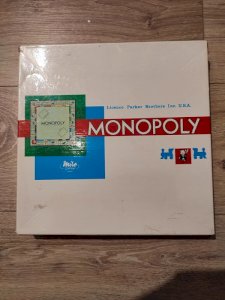 Licence Parker Brothers Inc. U.S.A.
MONOPOLY
MONOPOLY
Miro